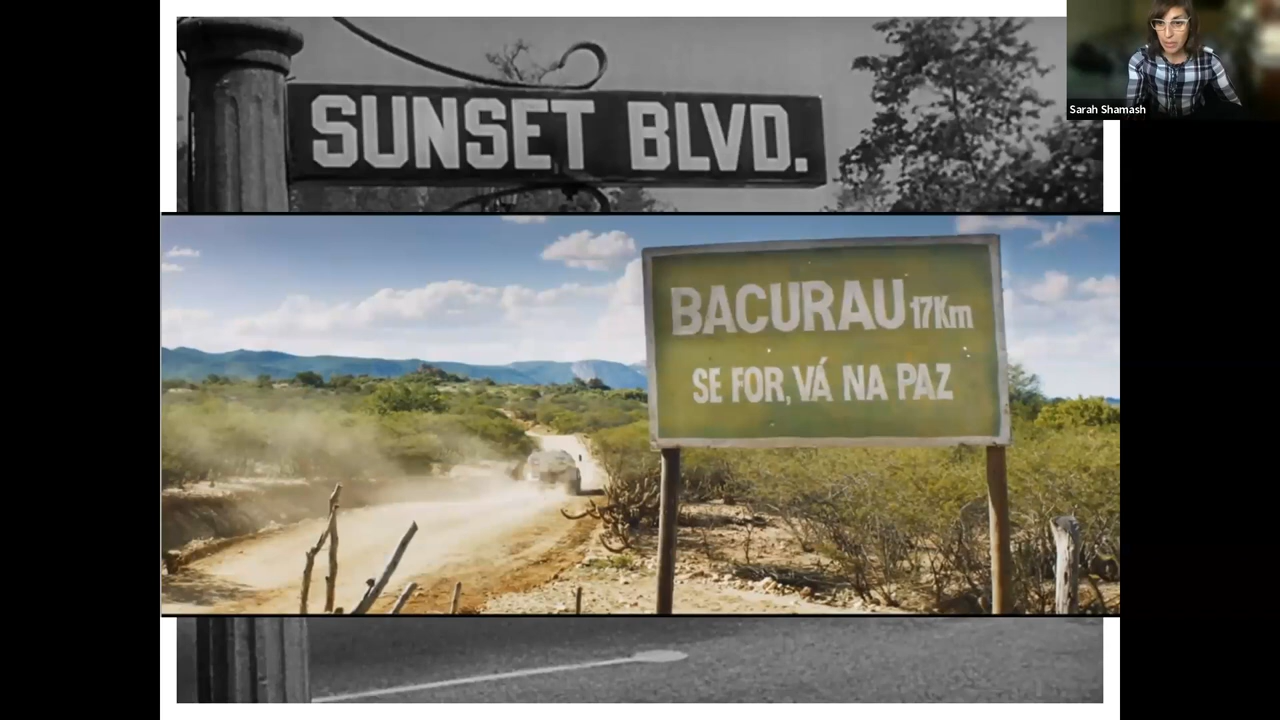 SUNSET BLVD.
Sarah Shamash
BACURAU 17Km
SE FOR, VÁ NA PAZ